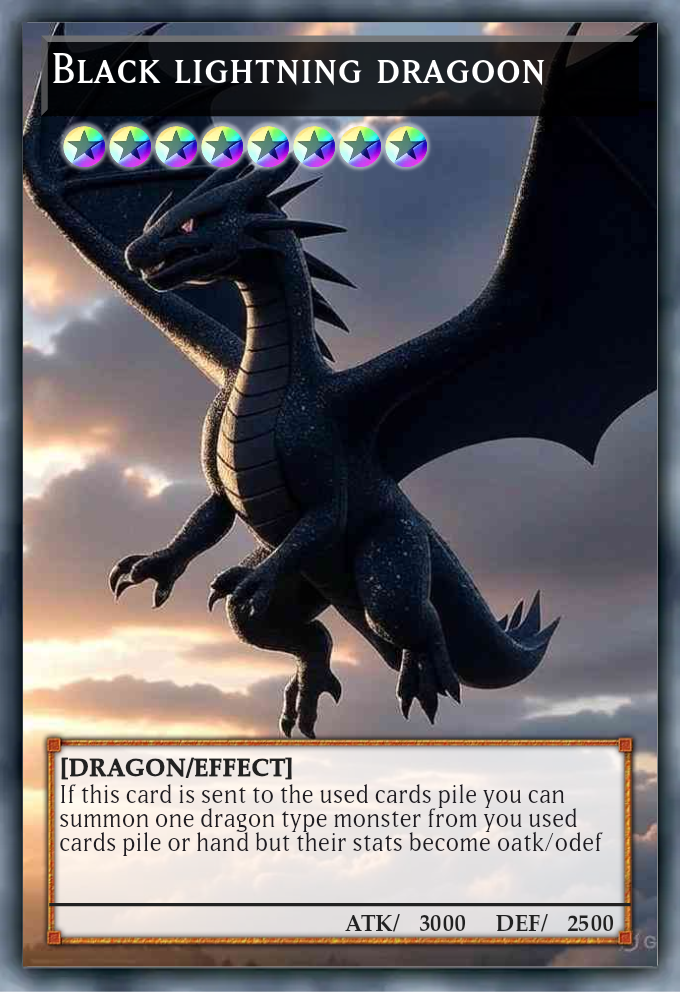 Black lightning dragoon
[DRAGON/EFFECT]
If this card is sent to the used cards pile you can
summon one dragon type monster from you used
cards pile or hand but their stats become oatk/odef
ATK/ 3000 DEF/ 2500
G